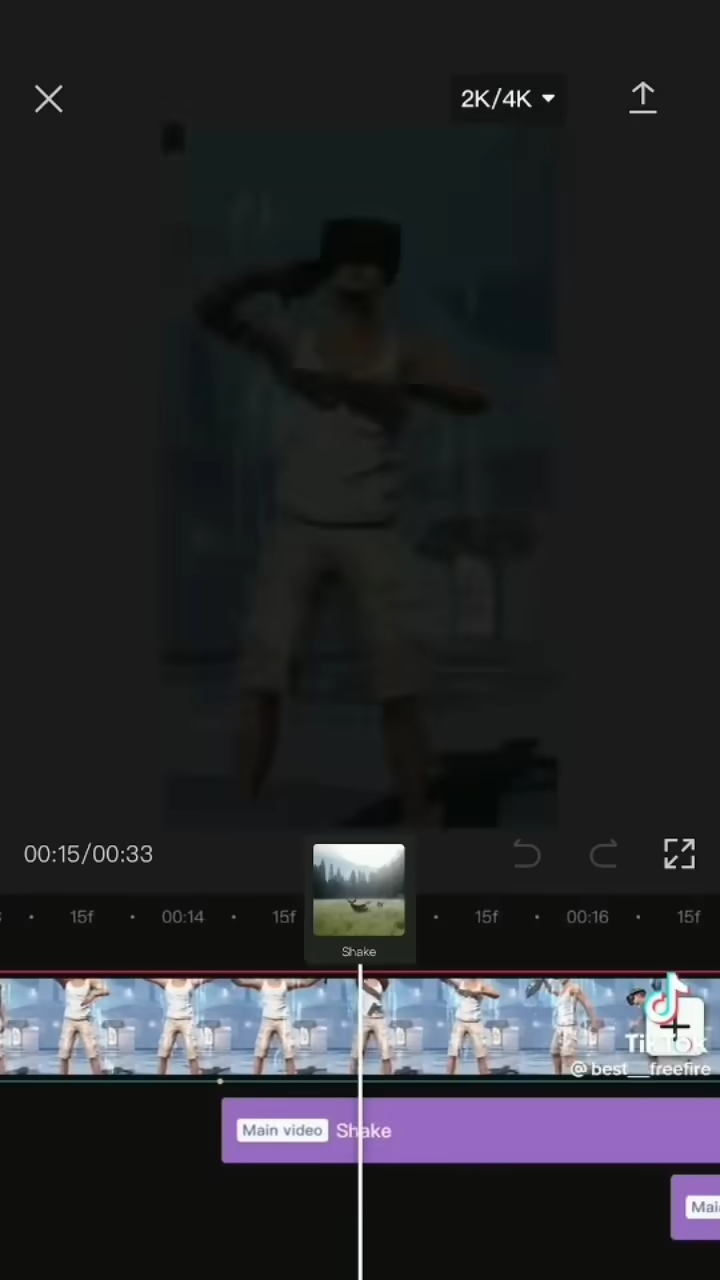 2K/4K
00:15/00:33
15f
00:14
15f
15f
00:16
15f
Shake
TikTok
@best__freefire
Main video
Shake
Mai